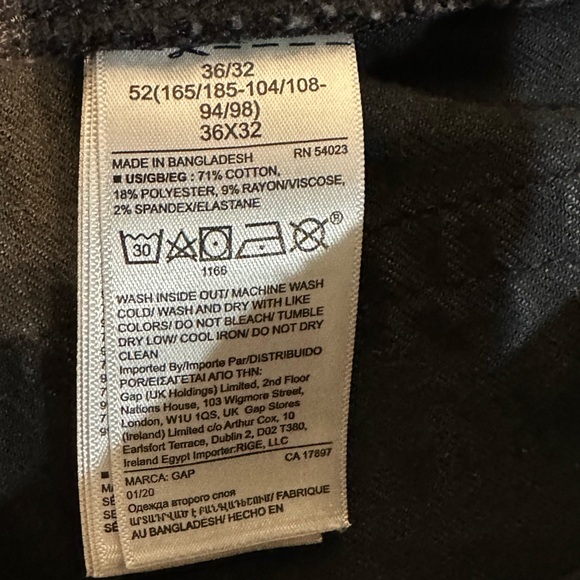 36/32
52(165/185-104/108-
94/98)
36X32
MADE IN BANGLADESH RN 54023
■ US/GB/EG : 71% COTTON,
18% POLYESTER, 9% RAYON/VISCOSE,
2% SPANDEX/ELASTANE
30
®
1166
WASH INSIDE OUT/ MACHINE WASH
COLD/ WASH AND DRY WITH LIKE
COLORS/ DO NOT BLEACH/ TUMBLE
DRY LOW/ COOL IRON/ DO NOT DRY
CLEAN
Imported By/Importe Par/DISTRIBUIDO
POR/ΕΙΣΑΓΕΤΑΙ ΑΠΟ ΤΗΝ:
Gap (UK Holdings) Limited, 2nd Floor
Nations House, 103 Wigmore Street,
London, W1U 1QS, UK Gap Stores
(Ireland) Limited c/o Arthur Cox, 10
Earlsfort Terrace, Dublin 2, D02 T380,
Ireland Egypt Importer:RIGE, LLC
CA 17897
MARCA: GAP
01/20
Одежда второго слоя
ԱՐՏԱԴՐՎԱԾ Է ԲԱՆԳԼԱԴԵՇՈՒՄ/ FABRIQUE
AU BANGLADESH/ HECHO EN